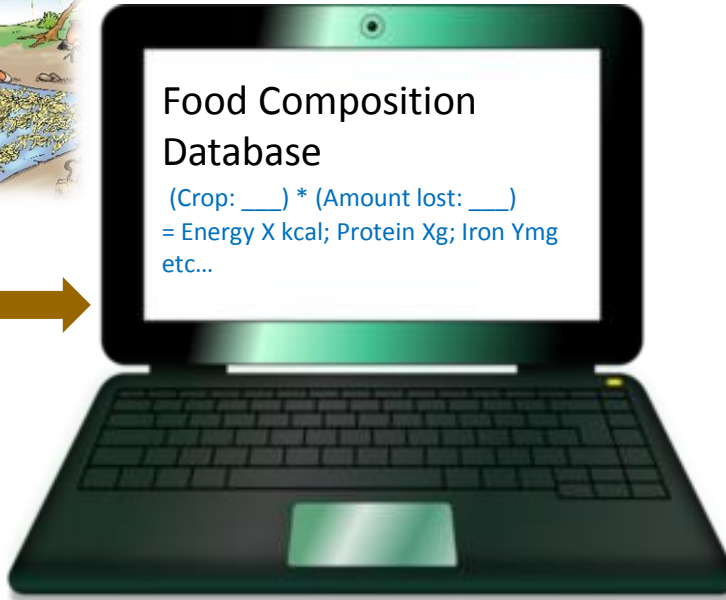 Food Composition
Database
(Crop: ___) * (Amount lost: ___)
= Energy X kcal; Protein Xg; Iron Ymg
etc…